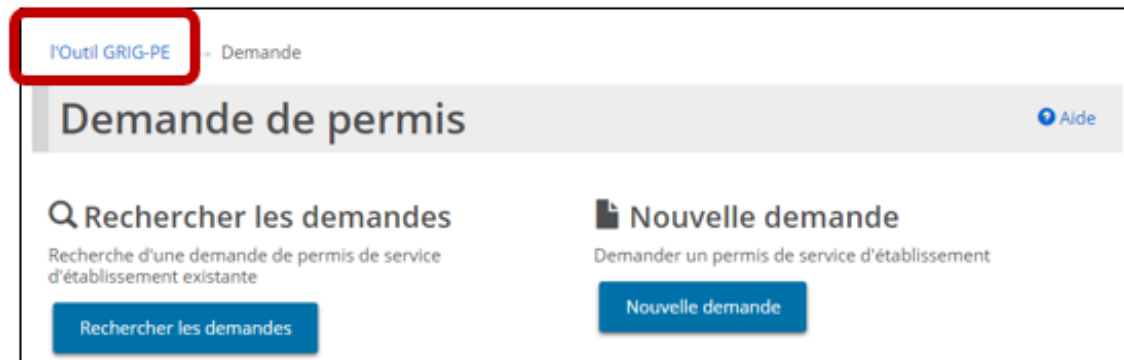 l'Outil GRIG-PE → Demande
Demande de permis
Aide
Rechercher les demandes
Recherche d'une demande de permis de service
d'établissement existante
Rechercher les demandes
Nouvelle demande
Demander un permis de service d'établissement
Nouvelle demande